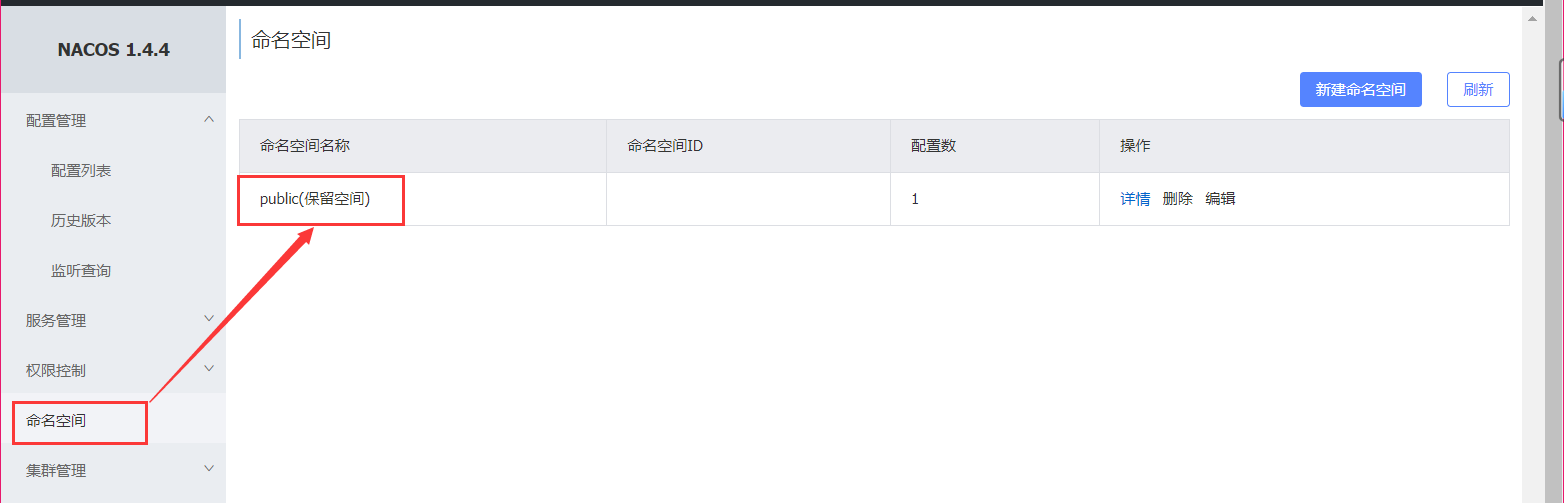 NACOS 1.4.4
配置管理
配置列表
历史版本
监听查询
服务管理
权限控制
命名空间
集群管理
命名空间
新建命名空间 刷新
命名空间名称 命名空间ID 配置数 操作
public(保留空间) 1 详情 删除 编辑